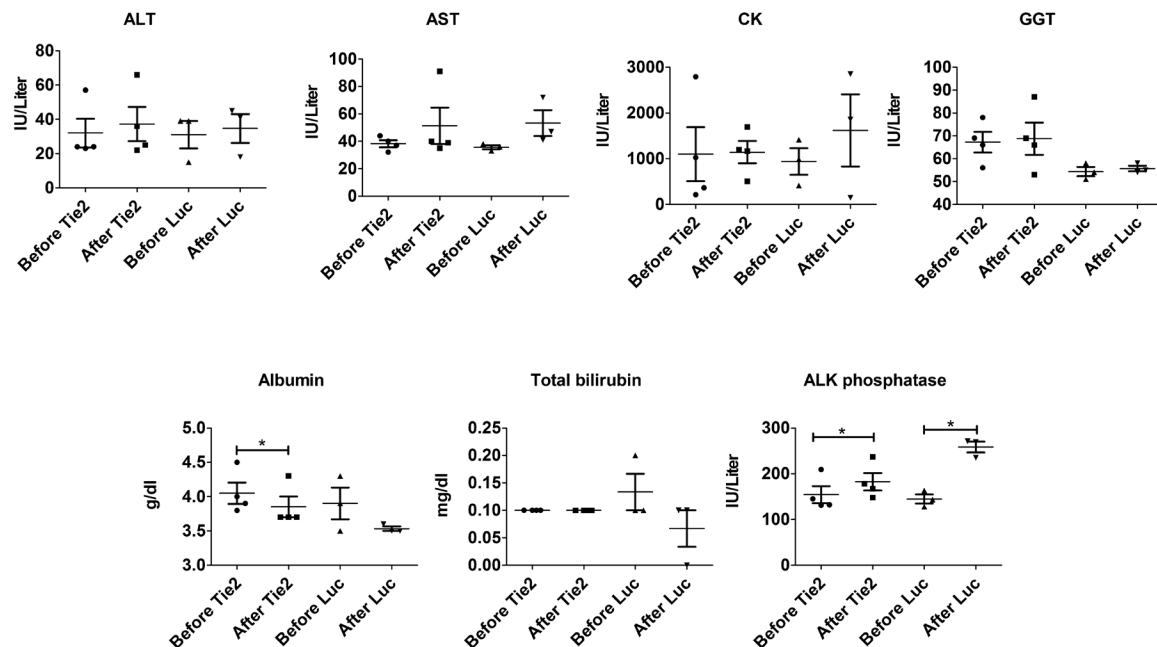 ALT
AST
CK
GGT
IU/Liter
80
60
40
20
0
Before Tie2
After Tie2
Before Luc
After Luc
IU/Liter
100
80
60
40
20
0
Before Tie2
After Tie2
Before Luc
After Luc
IU/Liter
3000
2000
1000
0
Before Tie2
After Tie2
Before Luc
After Luc
IU/Liter
100
90
80
70
60
50
40
Before Tie2
After Tie2
Before Luc
After Luc
Albumin
Total bilirubin
ALK phosphatase
g/dl
5.0
4.5
4.0
3.5
3.0
*
Before Tie2
After Tie2
Before Luc
After Luc
mg/dl
0.25
0.20
0.15
0.10
0.05
0.00
Before Tie2
After Tie2
Before Luc
After Luc
IU/Liter
300
200
100
0
*
*
Before Tie2
After Tie2
Before Luc
After Luc